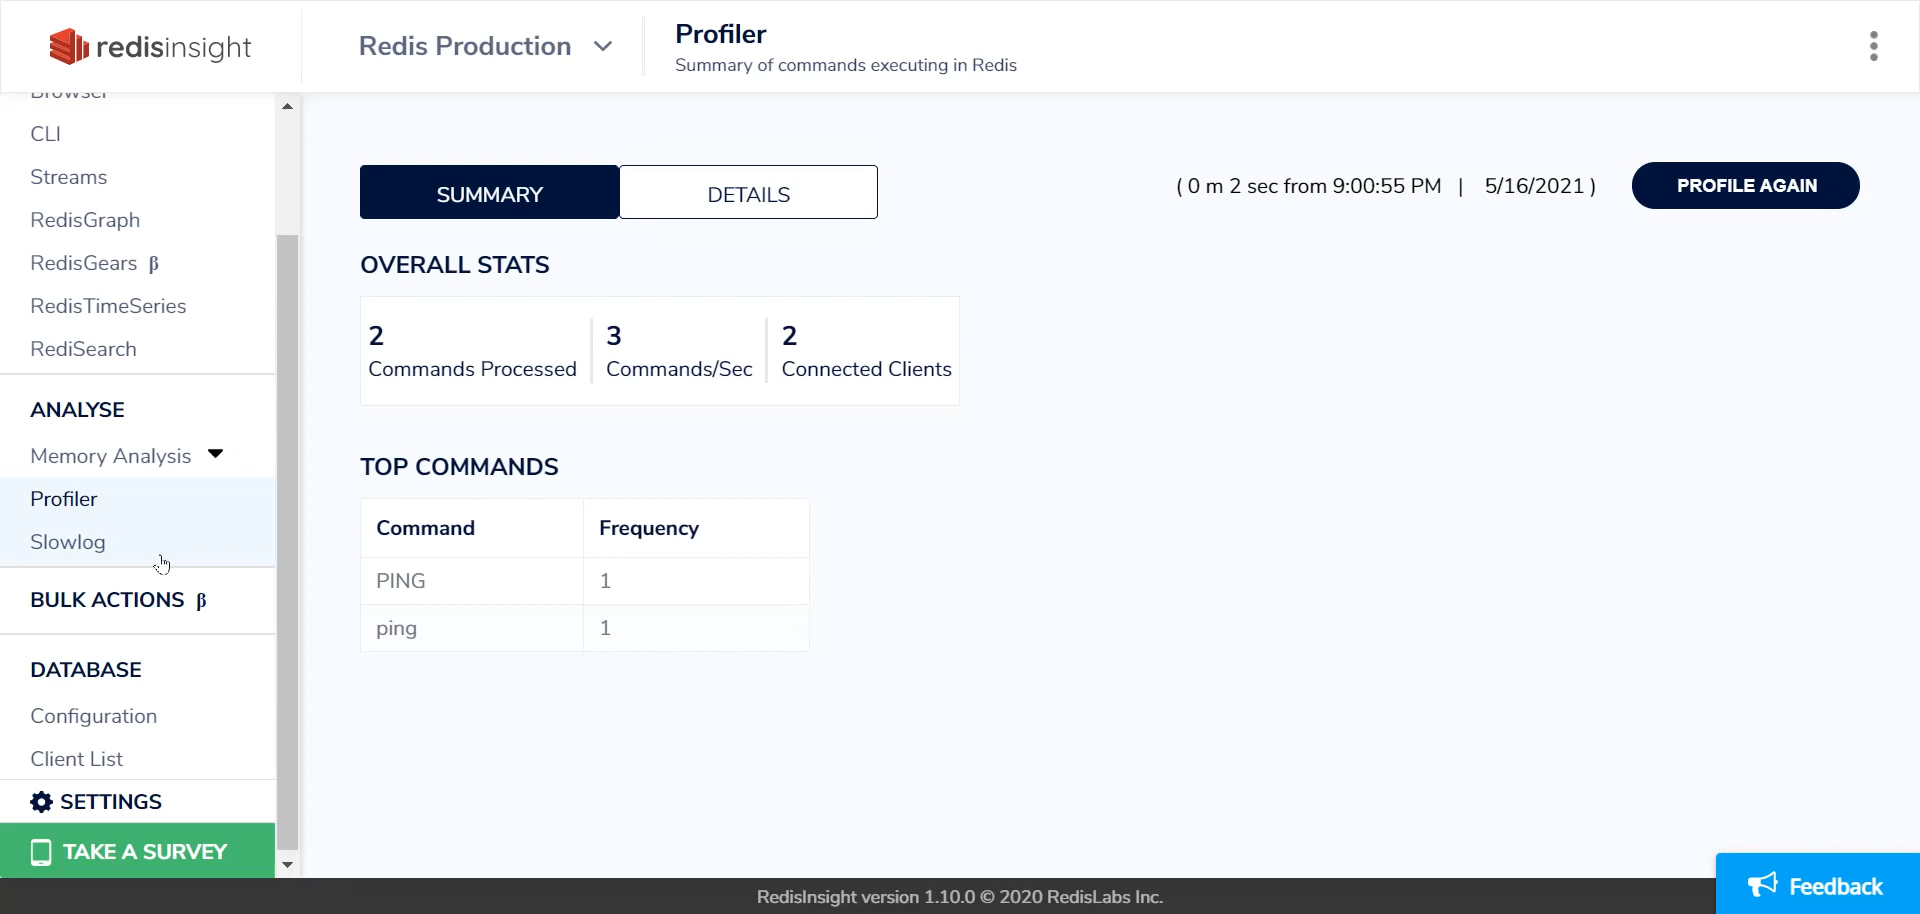 redisinsight
Redis Production
Profiler
Summary of commands executing in Redis
Browser
CLI
Streams
RedisGraph
RedisGears β
RedisTimeSeries
RediSearch
ANALYSE
Memory Analysis
Profiler
Slowlog
BULK ACTIONS β
DATABASE
Configuration
Client List
SETTINGS
TAKE A SURVEY
SUMMARY
DETAILS
( 0 m 2 sec from 9:00:55 PM | 5/16/2021 )
PROFILE AGAIN
OVERALL STATS
2
Commands Processed
3
Commands/Sec
2
Connected Clients
TOP COMMANDS
Command Frequency
PING 1
ping 1
RedisInsight version 1.10.0 © 2020 RedisLabs Inc.
Feedback